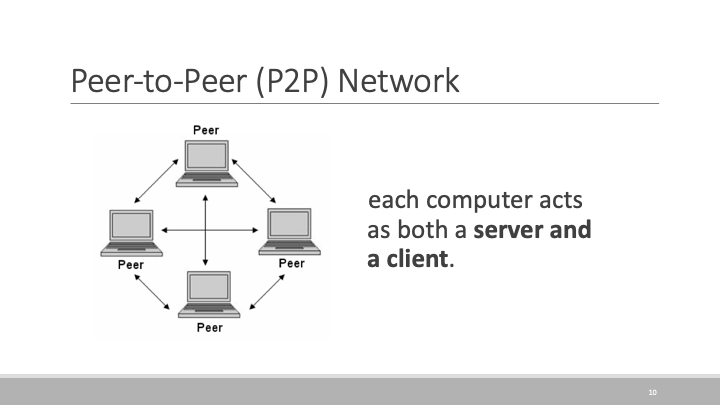 Peer-to-Peer (P2P) Network
Peer
Peer
Peer
Peer
each computer acts
as both a server and
a client.
10